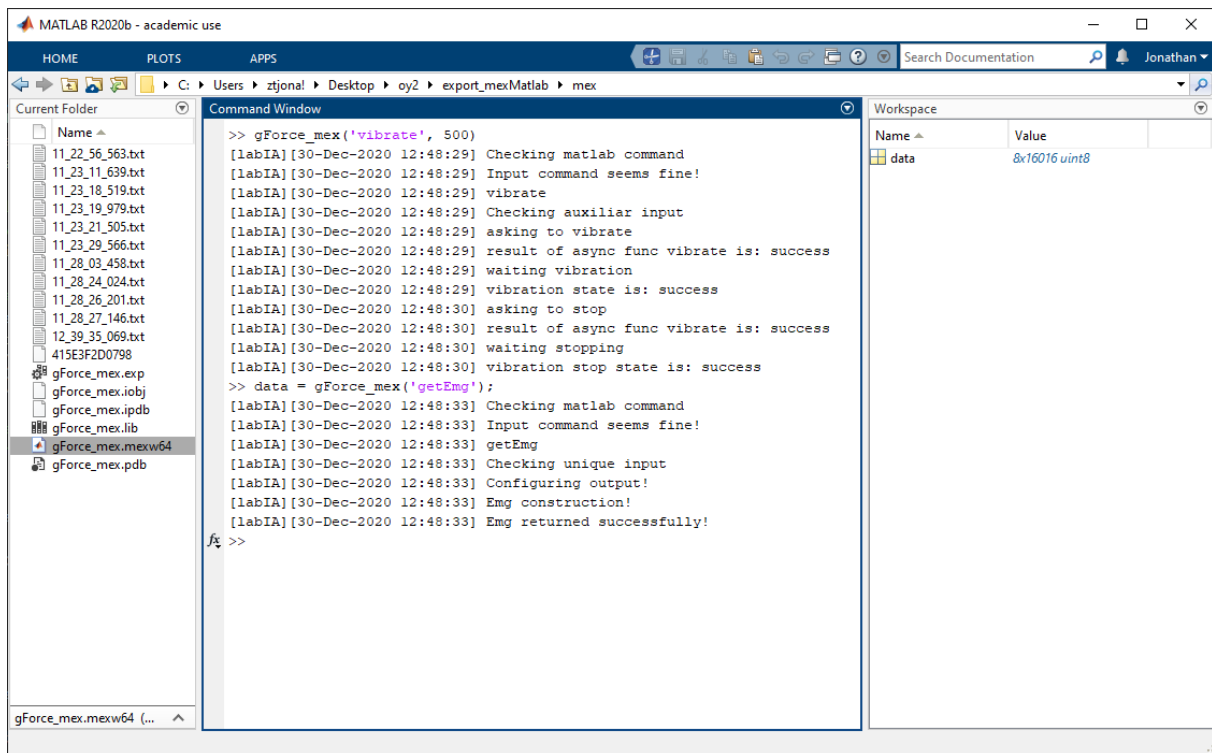 MATLAB R2020b - academic use
HOME PLOTS APPS Search Documentation Jonathan
C: Users ztjona! Desktop oy2 export_mexMatlab mex
Current Folder
Name
11_22_56_563.txt
11_23_11_639.txt
11_23_18_519.txt
11_23_19_979.txt
11_23_21_505.txt
11_23_29_566.txt
11_28_03_458.txt
11_28_24_024.txt
11_28_26_201.txt
11_28_27_146.txt
12_39_35_069.txt
415E3F2D0798
gForce_mex.exp
gForce_mex.iobj
gForce_mex.ipdb
gForce_mex.lib
gForce_mex.mexw64
gForce_mex.pdb
gForce_mex.mexw64 (...
Command Window
>> gForce_mex('vibrate', 500)
[labIA][30-Dec-2020 12:48:29] Checking matlab command
[labIA][30-Dec-2020 12:48:29] Input command seems fine!
[labIA][30-Dec-2020 12:48:29] vibrate
[labIA][30-Dec-2020 12:48:29] Checking auxiliar input
[labIA][30-Dec-2020 12:48:29] asking to vibrate
[labIA][30-Dec-2020 12:48:29] result of async func vibrate is: success
[labIA][30-Dec-2020 12:48:29] waiting vibration
[labIA][30-Dec-2020 12:48:29] vibration state is: success
[labIA][30-Dec-2020 12:48:30] asking to stop
[labIA][30-Dec-2020 12:48:30] result of async func vibrate is: success
[labIA][30-Dec-2020 12:48:30] waiting stopping
[labIA][30-Dec-2020 12:48:30] vibration stop state is: success
>> data = gForce_mex('getEmg');
[labIA][30-Dec-2020 12:48:33] Checking matlab command
[labIA][30-Dec-2020 12:48:33] Input command seems fine!
[labIA][30-Dec-2020 12:48:33] getEmg
[labIA][30-Dec-2020 12:48:33] Checking unique input
[labIA][30-Dec-2020 12:48:33] Configuring output!
[labIA][30-Dec-2020 12:48:33] Emg construction!
[labIA][30-Dec-2020 12:48:33] Emg returned successfully!
fx >>
Workspace
Name Value
data 8x16016 uint8